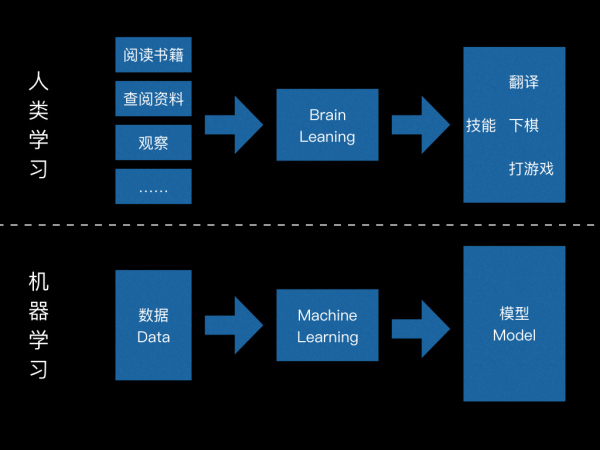 人类学习
阅读书籍
查阅资料
观察
……
Brain
Leaning
翻译
技能
下棋
打游戏
机器学习
数据
Data
Machine
Learning
模型
Model